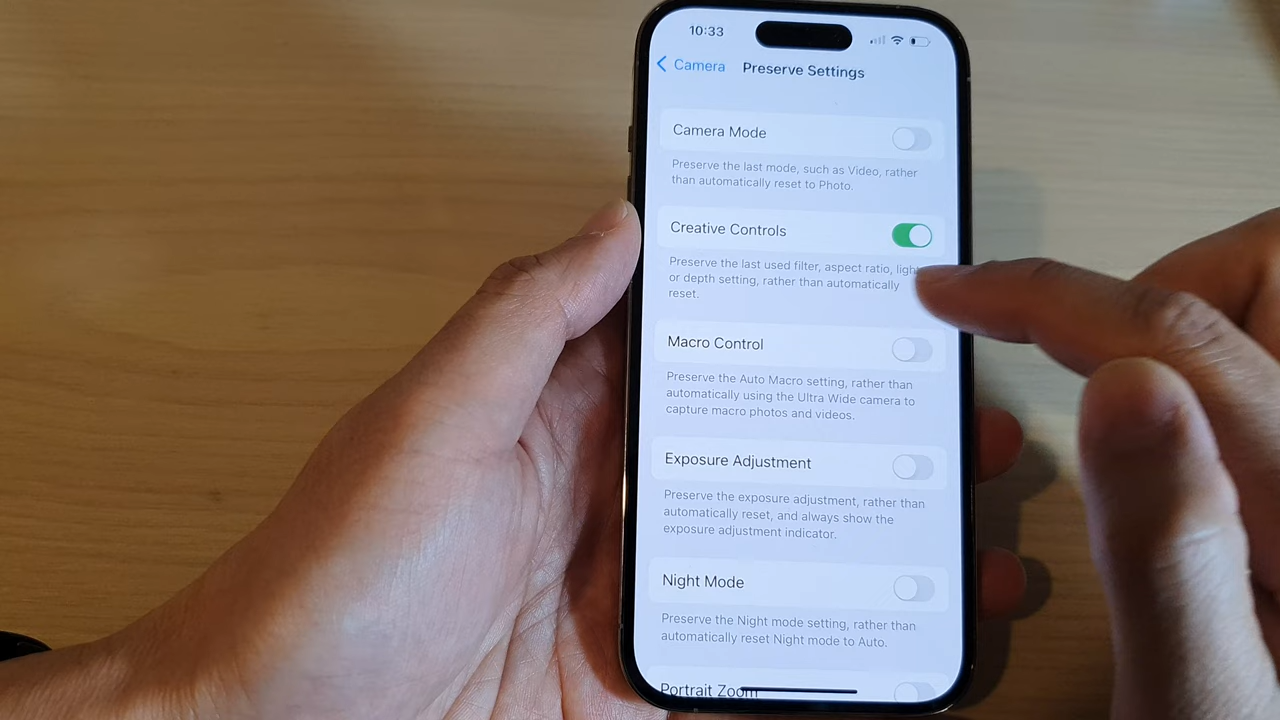 10:33
Camera
Preserve Settings
Camera Mode
Preserve the last mode, such as Video, rather
than automatically reset to Photo.
Creative Controls
Preserve the last used filter, aspect ratio, light
or depth setting, rather than automatically
reset.
Macro Control
Preserve the Auto Macro setting, rather than
automatically using the Ultra Wide camera to
capture macro photos and videos.
Exposure Adjustment
Preserve the exposure adjustment, rather than
automatically reset, and always show the
exposure adjustment indicator.
Night Mode
Preserve the Night mode setting, rather than
automatically reset Night mode to Auto.
Portrait Zoom